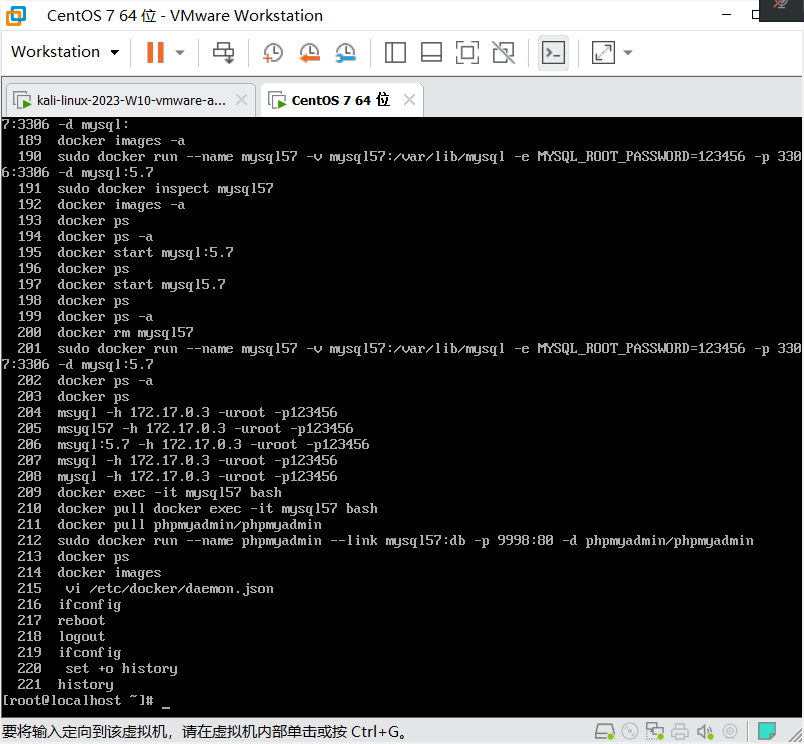 CentOS 7 64 位 - VMware Workstation
Workstation
kali-linux-2023-W10-vmware-a...
CentOS 7 64 位
7:3306 -d mysql:
189 docker images -a
190 sudo docker run --name mysql57 -v mysql57:/var/lib/mysql -e MYSQL_ROOT_PASSWORD=123456 -p 330
6:3306 -d mysql:5.7
191 sudo docker inspect mysql57
192 docker images -a
193 docker ps
194 docker ps -a
195 docker start mysql:5.7
196 docker ps
197 docker start mysql5.7
198 docker ps
199 docker ps -a
200 docker rm mysql57
201 sudo docker run --name mysql57 -v mysql57:/var/lib/mysql -e MYSQL_ROOT_PASSWORD=123456 -p 330
7:3306 -d mysql:5.7
202 docker ps -a
203 docker ps
204 msyql -h 172.17.0.3 -uroot -p123456
205 msyql57 -h 172.17.0.3 -uroot -p123456
206 msyql:5.7 -h 172.17.0.3 -uroot -p123456
207 msyql -h 172.17.0.3 -uroot -p123456
208 mysql -h 172.17.0.3 -uroot -p123456
209 docker exec -it mysql57 bash
210 docker pull docker exec -it mysql57 bash
211 docker pull phpmyadmin/phpmyadmin
212 sudo docker run --name phpmyadmin --link mysql57:db -p 9998:80 -d phpmyadmin/phpmyadmin
213 docker ps
214 docker images
215 vi /etc/docker/daemon.json
216 ifconfig
217 reboot
218 logout
219 ifconfig
220 set +o history
221 history
[root@localhost ~]# _
要将输入定向到该虚拟机，请在虚拟机内部单击或按 Ctrl+G。